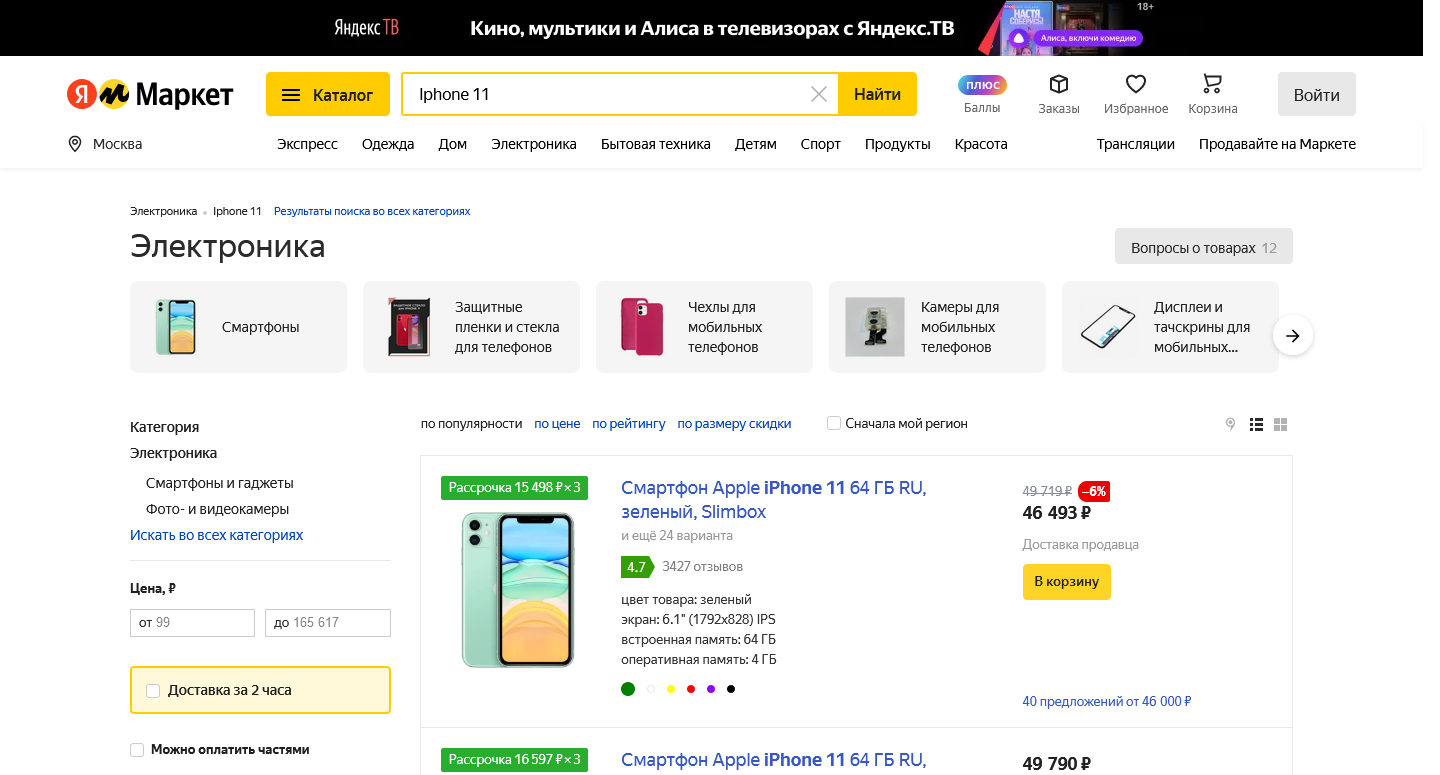 Яндекс ТВ
Кино, мультики и Алиса в телевизорах с Яндекс.ТВ
НАСТЯ
СОБЕРИСЬ!
Алиса, включи комедию
18+
Я Маркет
Каталог
Iphone 11
Найти
плюс
Баллы
Заказы
Избранное
Корзина
Войти
Москва
Экспресс Одежда Дом Электроника Бытовая техника Детям Спорт Продукты Красота Трансляции Продавайте на Маркете
Электроника • Iphone 11 Результаты поиска во всех категориях
Электроника
Вопросы о товарах 12
Смартфоны
Защитные
пленки и стекла
для телефонов
Чехлы для
мобильных
телефонов
Камеры для
мобильных
телефонов
Дисплеи и
тачскрины для
мобильных...
Категория
Электроника
Смартфоны и гаджеты
Фото- и видеокамеры
Искать во всех категориях
Цена, ₽
от 99
до 165 617
Доставка за 2 часа
Можно оплатить частями
по популярности по цене по рейтингу по размеру скидки Сначала мой регион
Рассрочка 15 498 ₽ × 3
Смартфон Apple iPhone 11 64 ГБ RU,
зеленый, Slimbox
и ещё 24 варианта
4.7 3427 отзывов
цвет товара: зеленый
экран: 6.1" (1792x828) IPS
встроенная память: 64 ГБ
оперативная память: 4 ГБ
49 719 ₽ –6%
46 493 ₽
Доставка продавца
В корзину
40 предложений от 46 000 ₽
Рассрочка 16 597 ₽ × 3
Смартфон Apple iPhone 11 64 ГБ RU,
49 790 ₽